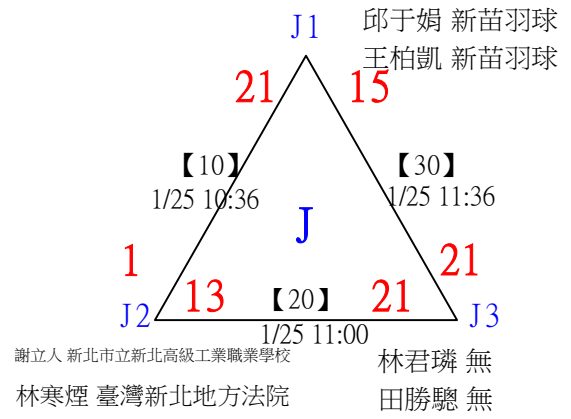 J1
邱于娟 新苗羽球
王柏凱 新苗羽球
21
15
【10】
1/25 10:36
【30】
1/25 11:36
J
1
21
13
【20】
21
J2
1/25 11:00
J3
謝立人 新北市立新北高級工業職業學校
林寒煙 臺灣新北地方法院
林君璘 無
田勝驄 無